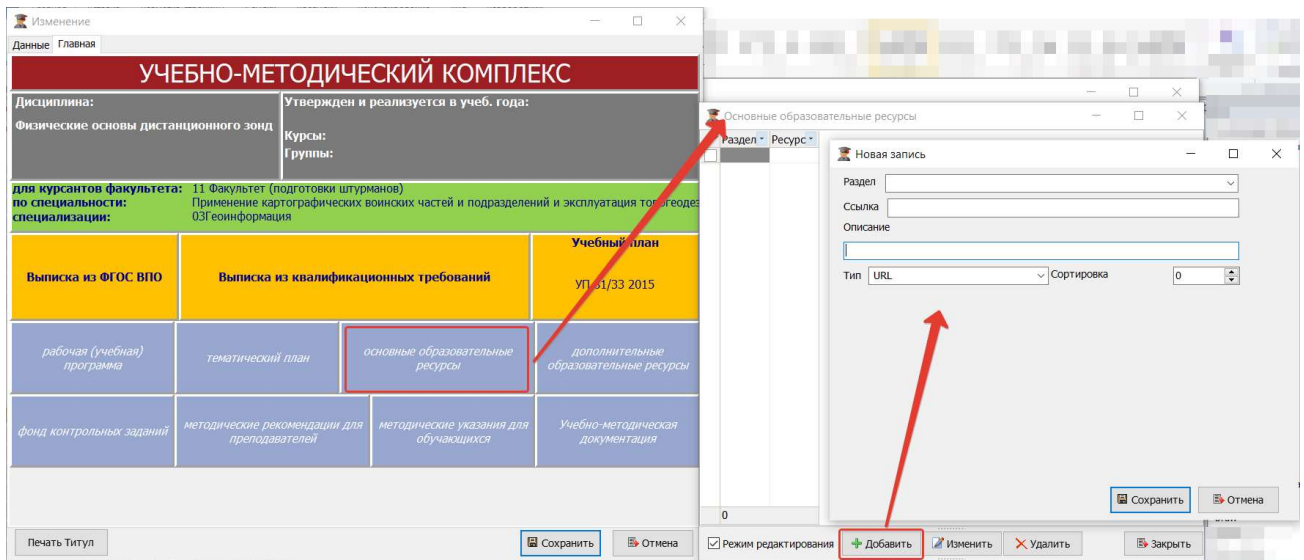 Изменение
Данные Главная
УЧЕБНО-МЕТОДИЧЕСКИЙ КОМПЛЕКС
Дисциплина:
Физические основы дистанционного зонд
Утвержден и реализуется в учеб. года:
Курсы:
Группы:
для курсантов факультета: 11 Факультет (подготовки штурманов)
по специальности: Применение картографических воинских частей и подразделений и эксплуатация топогеодез
специализации: 03Геоинформация
Выписка из ФГОС ВПО
Выписка из квалификационных требований
Учебный план
УП 31/33 2015
рабочая (учебная)
программа
тематический план
основные образовательные
ресурсы
дополнительные
образовательные ресурсы
фонд контрольных заданий
методические рекомендации для
преподавателей
методические указания для
обучающихся
Учебно-методическая
документация
Печать Титул
Сохранить
Отмена
Основные образовательные ресурсы
Раздел Ресурс
0
Режим редактирования
Добавить
Изменить
Удалить
Закрыть
Новая запись
Раздел
Ссылка
Описание
Тип URL Сортировка 0
Сохранить
Отмена